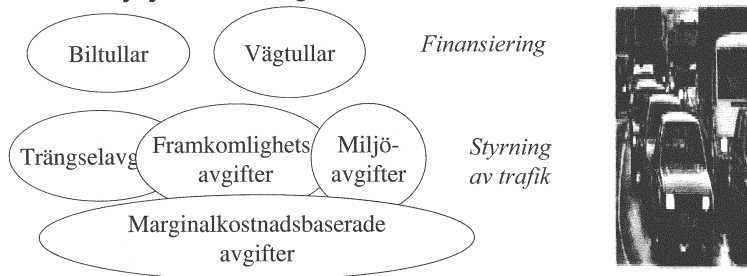 Biltullar
Vägtullar
Finansiering
Trängselavg
Framkomlighets
avgifter
Miljö-
avgifter
Styrning
av trafik
Marginalkostnadsbaserade
avgifter